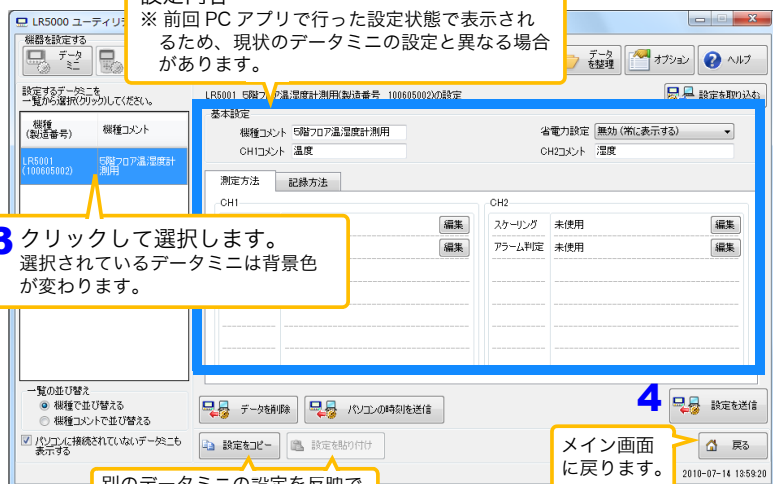 設定内容
LR5000 ユーティリテ
※ 前回 PC アプリで行った設定状態で表示され
るため、現状のデータミニの設定と異なる場合
があります。
機器を設定する
データ
ミニ
データ
を整理
オプション
ヘルプ
設定するデータミニを
一覧から選択(クリック)してください。
LR5001 5階フロア温湿度計測用(製造番号 100605002)の設定
設定を取り込む
機種
(製造番号)
機種コメント
LR5001
(100605002)
5階フロア温湿度計
測用
基本設定
機種コメント 5階フロア温湿度計測用
省電力設定 無効 (常に表示する)
CH1コメント 温度
CH2コメント 湿度
測定方法 記録方法
CH1
編集
編集
CH2
スケーリング 未使用 編集
アラーム判定 未使用 編集
3 クリックして選択します。
選択されているデータミニは背景色
が変わります。
一覧の並び替え
機種で並び替える
機種コメントで並び替える
パソコンに接続されていないデータミニも
表示する
データを削除
パソコンの時刻を送信
4
設定を送信
設定をコピー
設定を貼り付け
メイン画面
に戻ります。
戻る
別のデータミニの設定を反映で
2010-07-14 13:59:20